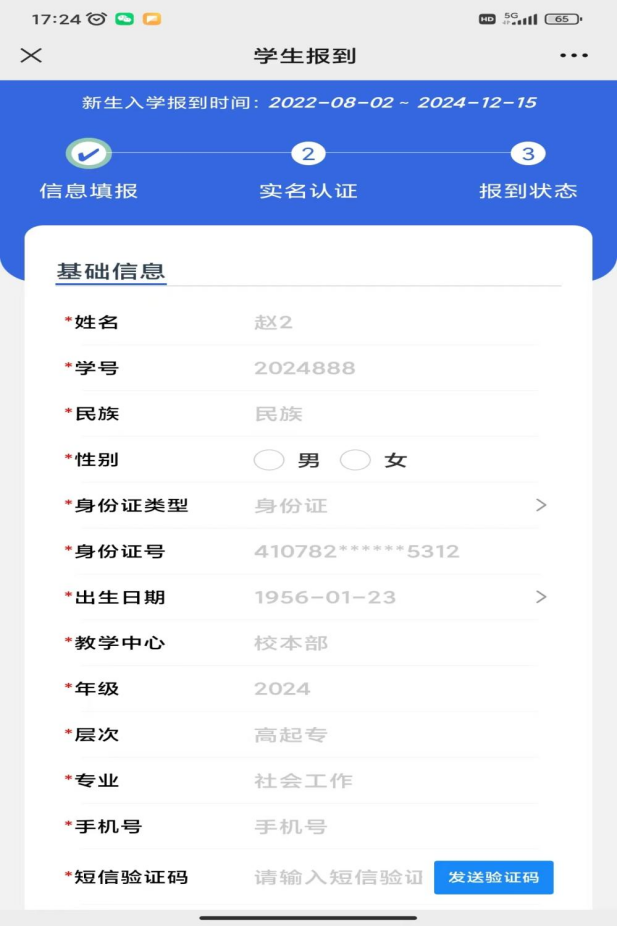 17:24 HD 5G 65
学生报到
新生入学报到时间：2022-08-02 ~ 2024-12-15
2 3
信息填报 实名认证 报到状态
基础信息
*姓名 赵2
*学号 2024888
*民族 民族
*性别 男 女
*身份证类型 身份证
*身份证号 410782******5312
*出生日期 1956-01-23
*教学中心 校本部
*年级 2024
*层次 高起专
*专业 社会工作
*手机号 手机号
*短信验证码 请输入短信验证 发送验证码